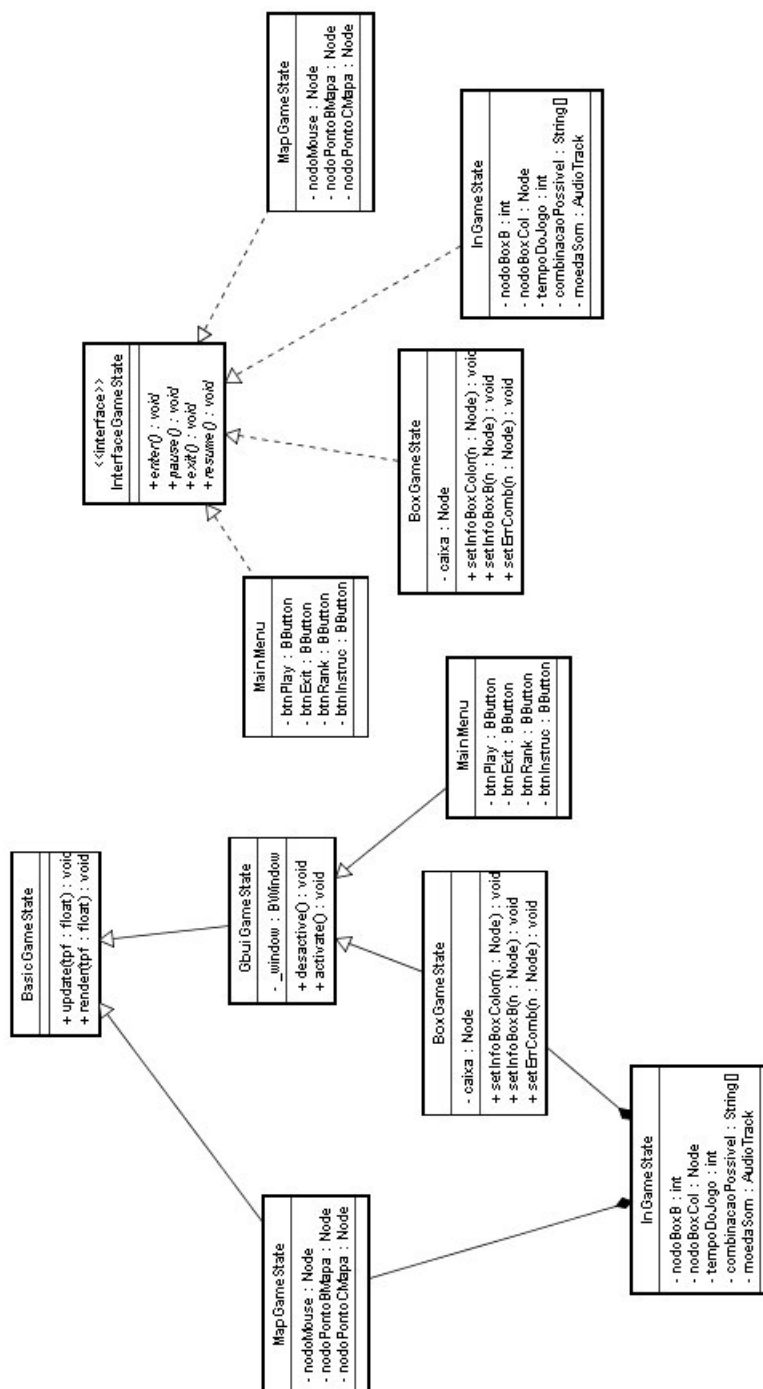 BasicGameState
+ update(tpf : float) : void
+ render(tpf : float) : void
GbuiGameState
- _window : BWindow
+ desactive() : void
+ activate() : void
MapGameState
- nodoMouse : Node
- nodoPontoBMapa : Node
- nodoPontoCMapa : Node
BoxGameState
- caixa : Node
+ setInfoBoxColor(n : Node) : void
+ setInfoBoxB(n : Node) : void
+ setErrComb(n : Node) : void
MainMenu
- btnPlay : BButton
- btnExit : BButton
- btnRank : BButton
- btnInstruc : BButton
InGameState
- nodoBoxB : int
- nodoBoxCol : Node
- tempoDoJogo : int
- combinacaoPossivel : String[]
- moedaSom : AudioTrack
<<interface>>
InterfaceGameState
+ enter() : void
+ pause() : void
+ exit() : void
+ resume() : void
MainMenu
- btnPlay : BButton
- btnExit : BButton
- btnRank : BButton
- btnInstruc : BButton
BoxGameState
- caixa : Node
+ setInfoBoxColor(n : Node) : void
+ setInfoBoxB(n : Node) : void
+ setErrComb(n : Node) : void
InGameState
- nodoBoxB : int
- nodoBoxCol : Node
- tempoDoJogo : int
- combinacaoPossivel : String[]
- moedaSom : AudioTrack
MapGameState
- nodoMouse : Node
- nodoPontoBMapa : Node
- nodoPontoCMapa : Node